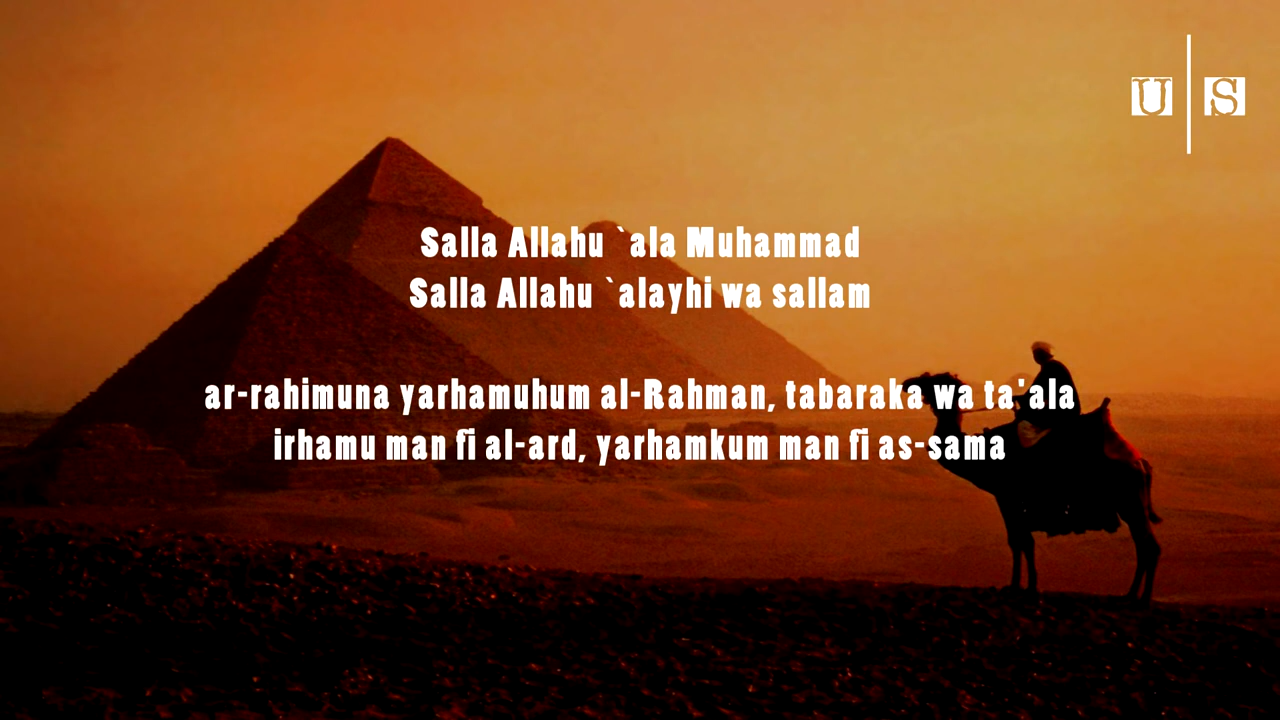 U | S
Salla Allahu `ala Muhammad
Salla Allahu `alayhi wa sallam
ar-rahimuna yarhamuhum al-Rahman, tabaraka wa ta'ala
irhamu man fi al-ard, yarhamkum man fi as-sama